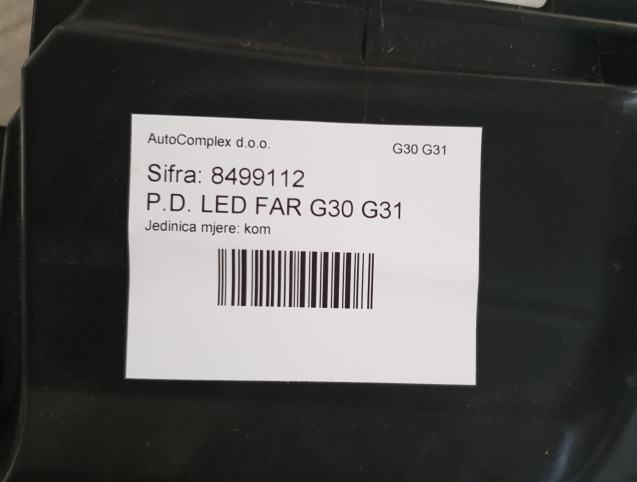 AutoComplex d.o.o. G30 G31
Sifra: 8499112
P.D. LED FAR G30 G31
Jedinica mjere: kom